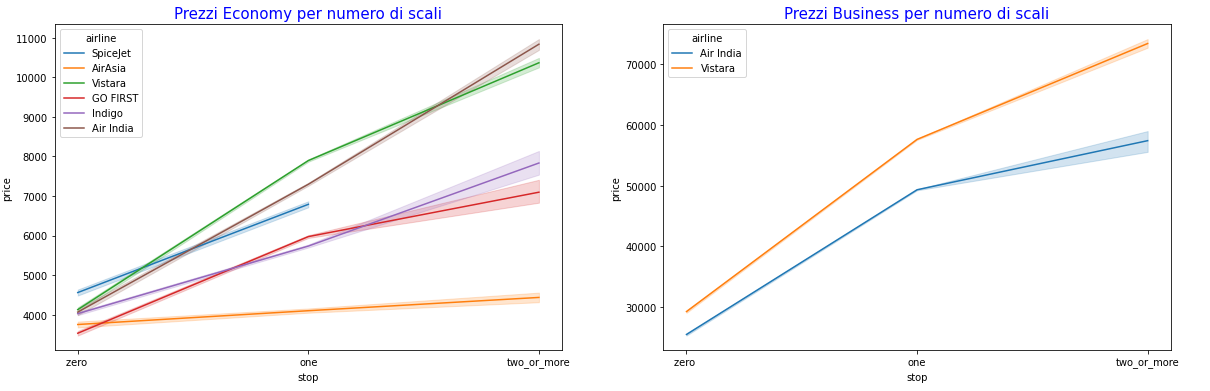 Prezzi Economy per numero di scali
airline
SpiceJet
AirAsia
Vistara
GO FIRST
Indigo
Air India
11000
10000
9000
8000
7000
6000
5000
4000
price
zero
one
two_or_more
stop
Prezzi Business per numero di scali
airline
Air India
Vistara
70000
60000
50000
40000
30000
price
zero
one
two_or_more
stop